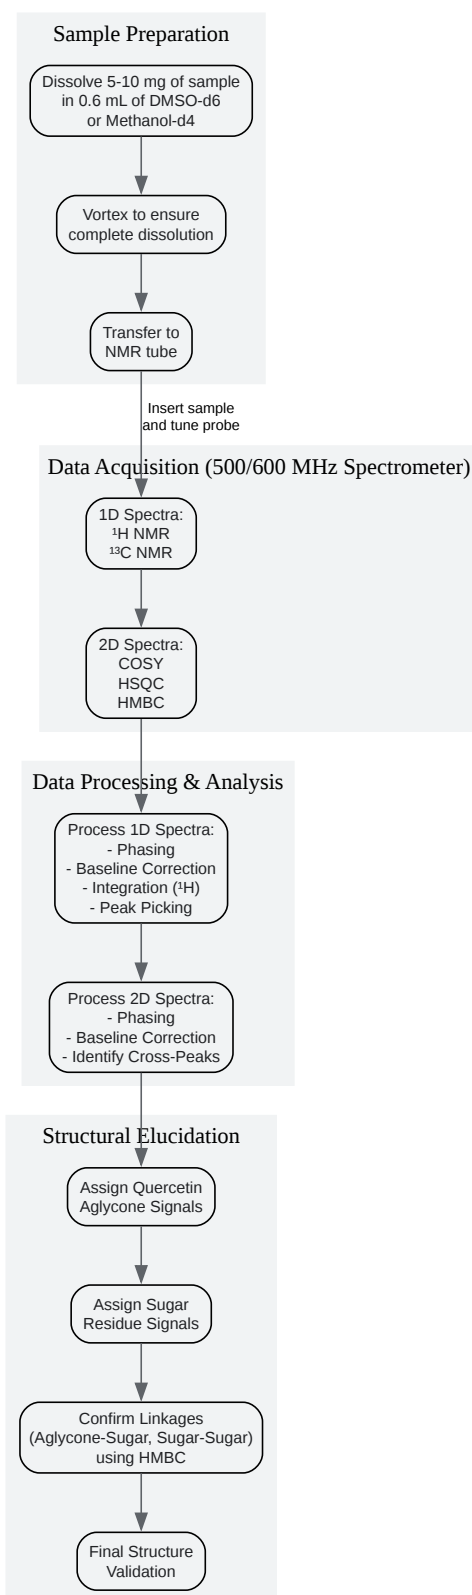 Sample Preparation
Dissolve 5-10 mg of sample
in 0.6 mL of DMSO-d6
or Methanol-d4
Vortex to ensure
complete dissolution
Transfer to
NMR tube
Insert sample
and tune probe
Data Acquisition (500/600 MHz Spectrometer)
1D Spectra:
¹H NMR
¹³C NMR
2D Spectra:
COSY
HSQC
HMBC
Data Processing & Analysis
Process 1D Spectra:
- Phasing
- Baseline Correction
- Integration (¹H)
- Peak Picking
Process 2D Spectra:
- Phasing
- Baseline Correction
- Identify Cross-Peaks
Structural Elucidation
Assign Quercetin
Aglycone Signals
Assign Sugar
Residue Signals
Confirm Linkages
(Aglycone-Sugar, Sugar-Sugar)
using HMBC
Final Structure
Validation